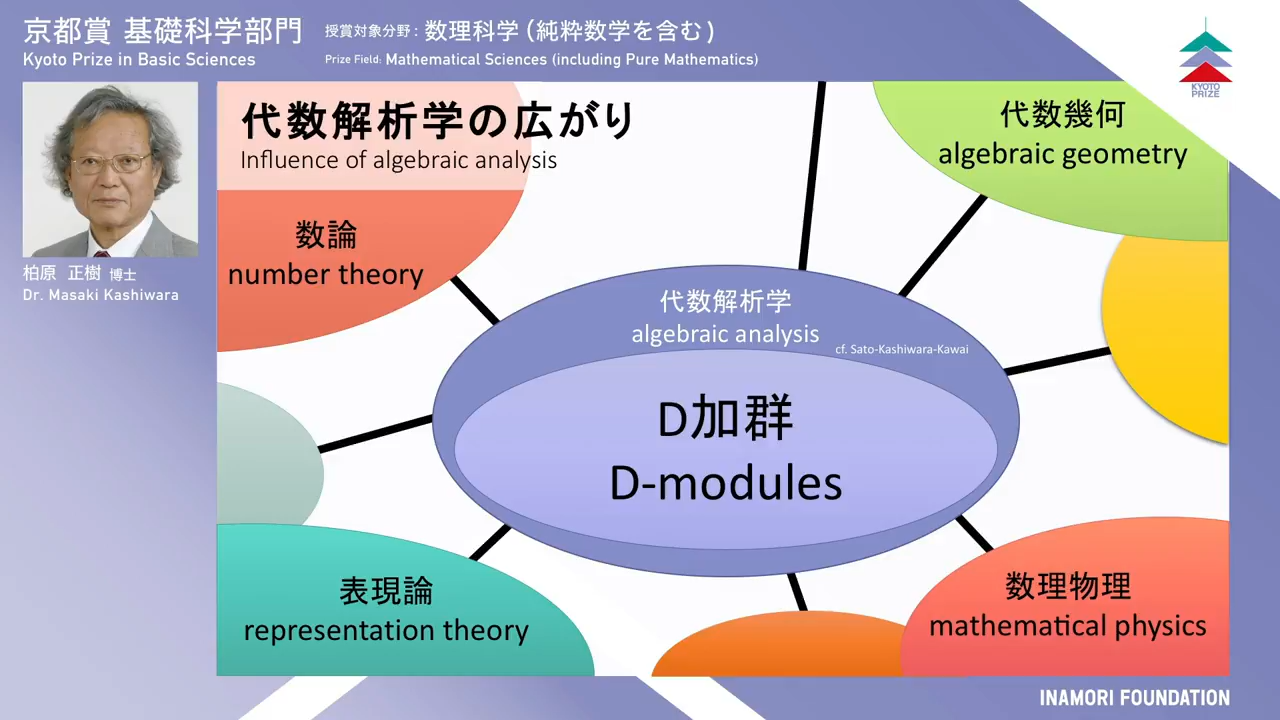 京都賞 基礎科学部門
授賞対象分野 : 数理科学 (純粋数学を含む)
Kyoto Prize in Basic Sciences
Prize Field: Mathematical Sciences (including Pure Mathematics)
KYOTO
PRIZE
柏原 正樹 博士
Dr. Masaki Kashiwara
代数解析学の広がり
Influence of algebraic analysis
代数幾何
algebraic geometry
数論
number theory
代数解析学
algebraic analysis
cf. Sato-Kashiwara-Kawai
D加群
D-modules
表現論
representation theory
数理物理
mathematical physics
INAMORI FOUNDATION